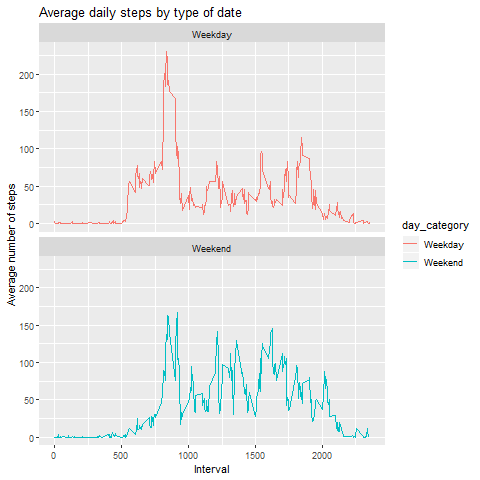 Average daily steps by type of date
Weekday
200
150
100
50
0
Weekend
200
150
100
50
0
0
500
1000
1500
2000
Interval
Average number of steps
day_category
Weekday
Weekend